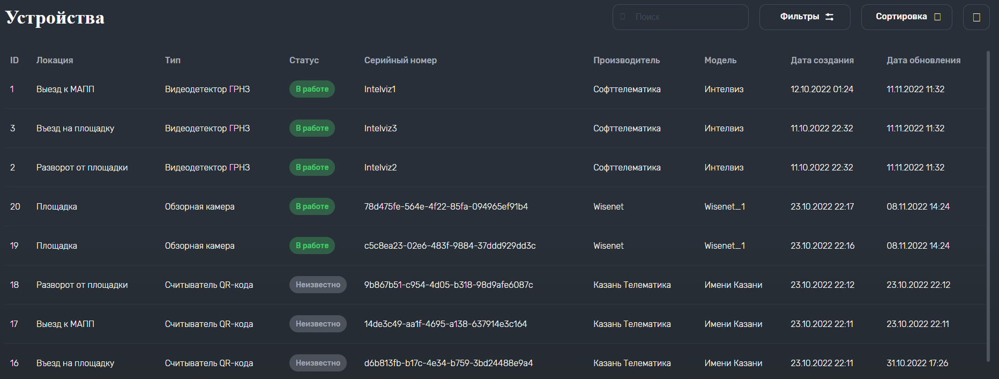 Устройства
Поиск
Фильтры
Сортировка
ID Локация Тип Статус Серийный номер Производитель Модель Дата создания Дата обновления
1 Выезд к МАПП Видеодетектор ГРНЗ В работе Intelviz1 Софттелематика Интелвиз 12.10.2022 01:24 11.11.2022 11:32
3 Въезд на площадку Видеодетектор ГРНЗ В работе Intelviz3 Софттелематика Интелвиз 11.10.2022 22:32 11.11.2022 11:32
2 Разворот от площадки Видеодетектор ГРНЗ В работе Intelviz2 Софттелематика Интелвиз 11.10.2022 22:32 11.11.2022 11:32
20 Площадка Обзорная камера В работе 78d475fe-564e-4f22-85fa-094965ef91b4 Wisenet Wisenet_1 23.10.2022 22:17 08.11.2022 14:24
19 Площадка Обзорная камера В работе c5c8ea23-02e6-483f-9884-37ddd929dd3c Wisenet Wisenet_1 23.10.2022 22:16 08.11.2022 14:24
18 Разворот от площадки Считыватель QR-кода Неизвестно 9b867b51-c954-4d05-b318-98d9afe6087c Казань Телематика Имени Казани 23.10.2022 22:12 23.10.2022 22:12
17 Выезд к МАПП Считыватель QR-кода Неизвестно 14de3c49-aa1f-4695-a138-637914e3c164 Казань Телематика Имени Казани 23.10.2022 22:11 23.10.2022 22:11
16 Въезд на площадку Считыватель QR-кода Неизвестно d6b813fb-b17c-4e34-b759-3bd24488e9a4 Казань Телематика Имени Казани 23.10.2022 22:11 31.10.2022 17:26